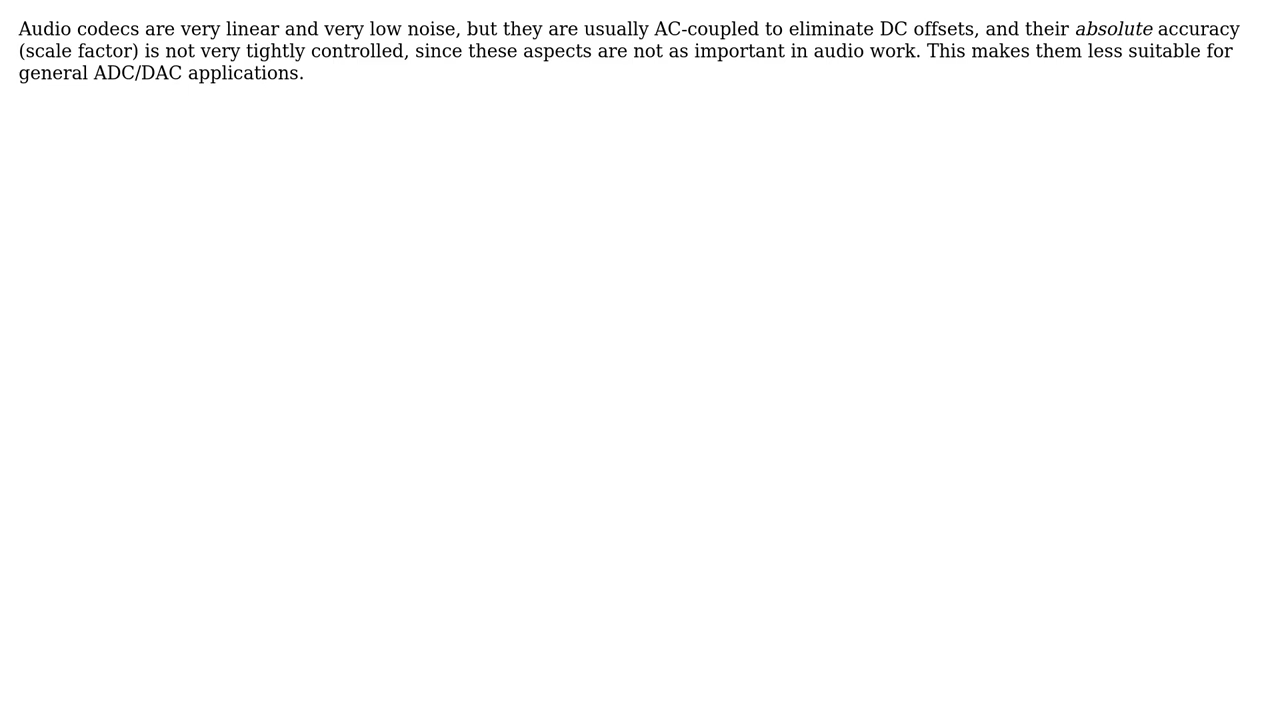 Audio codecs are very linear and very low noise, but they are usually AC-coupled to eliminate DC offsets, and their absolute accuracy
(scale factor) is not very tightly controlled, since these aspects are not as important in audio work. This makes them less suitable for
general ADC/DAC applications.